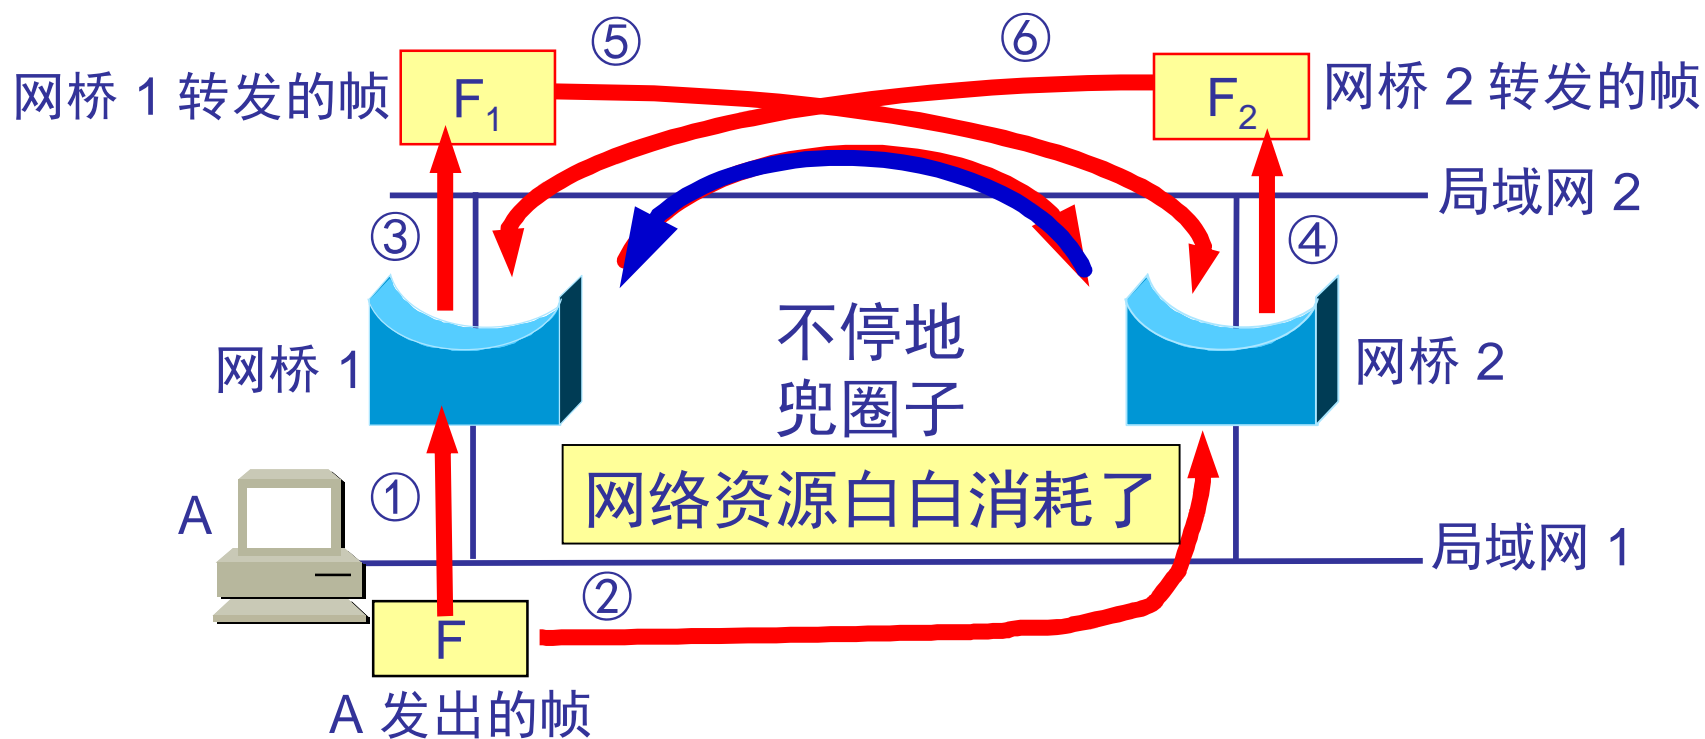 ⑤
⑥
网桥 1 转发的帧
F1
F2
网桥 2 转发的帧
局域网 2
③
④
不停地
兜圈子
网桥 1
网桥 2
网络资源白白消耗了
A
①
局域网 1
②
F
A 发出的帧